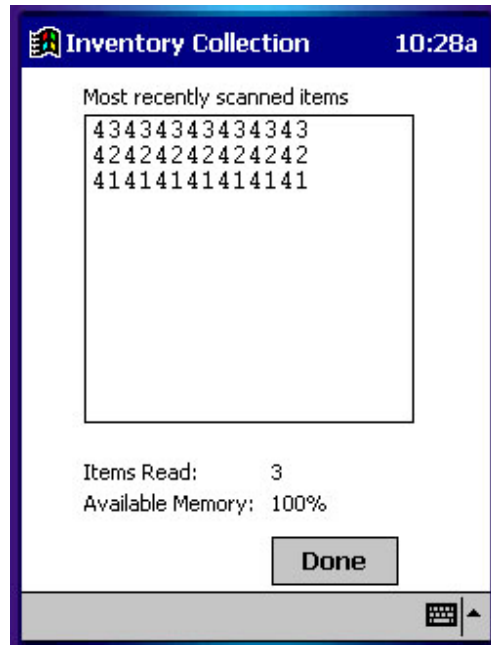 Inventory Collection 10:28a
Most recently scanned items
43434343434343
42424242424242
41414141414141
Items Read: 3
Available Memory: 100%
Done